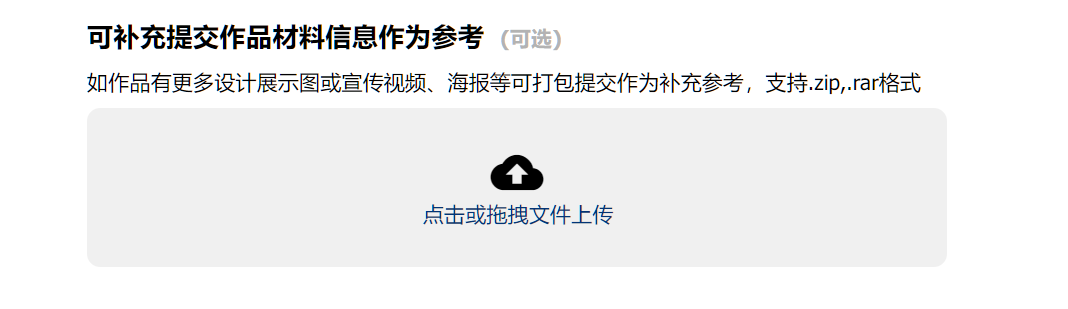 可补充提交作品材料信息作为参考 (可选)
如作品有更多设计展示图或宣传视频、海报等可打包提交作为补充参考，支持.zip,.rar格式
点击或拖拽文件上传